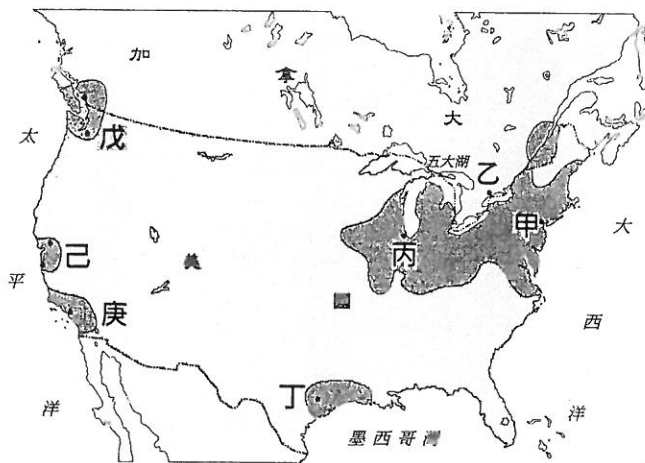 加
拿
大
太
平
洋
戊
己
庚
美
國
五大湖
乙
甲
丙
丁
墨西哥灣
大
西
洋